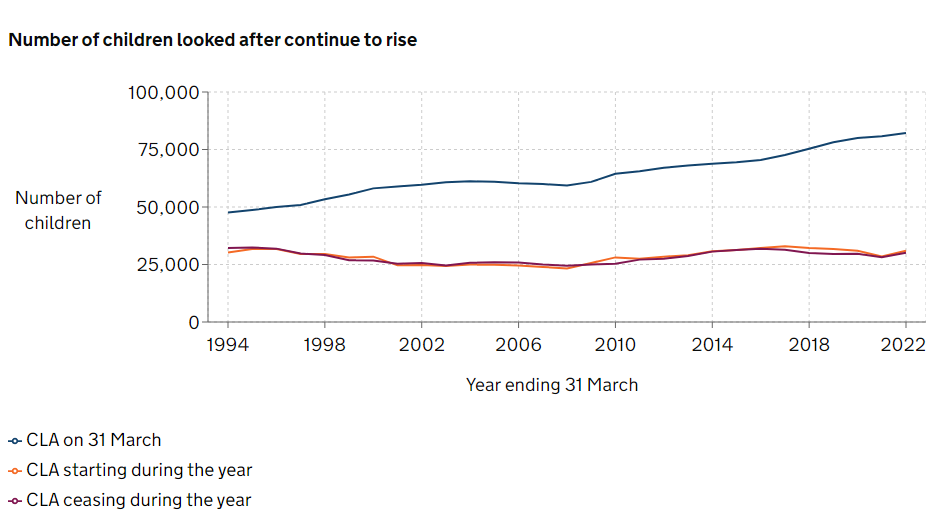 Number of children looked after continue to rise
100,000
75,000
Number of
children
50,000
25,000
0
1994 1998 2002 2006 2010 2014 2018 2022
Year ending 31 March
CLA on 31 March
CLA starting during the year
CLA ceasing during the year